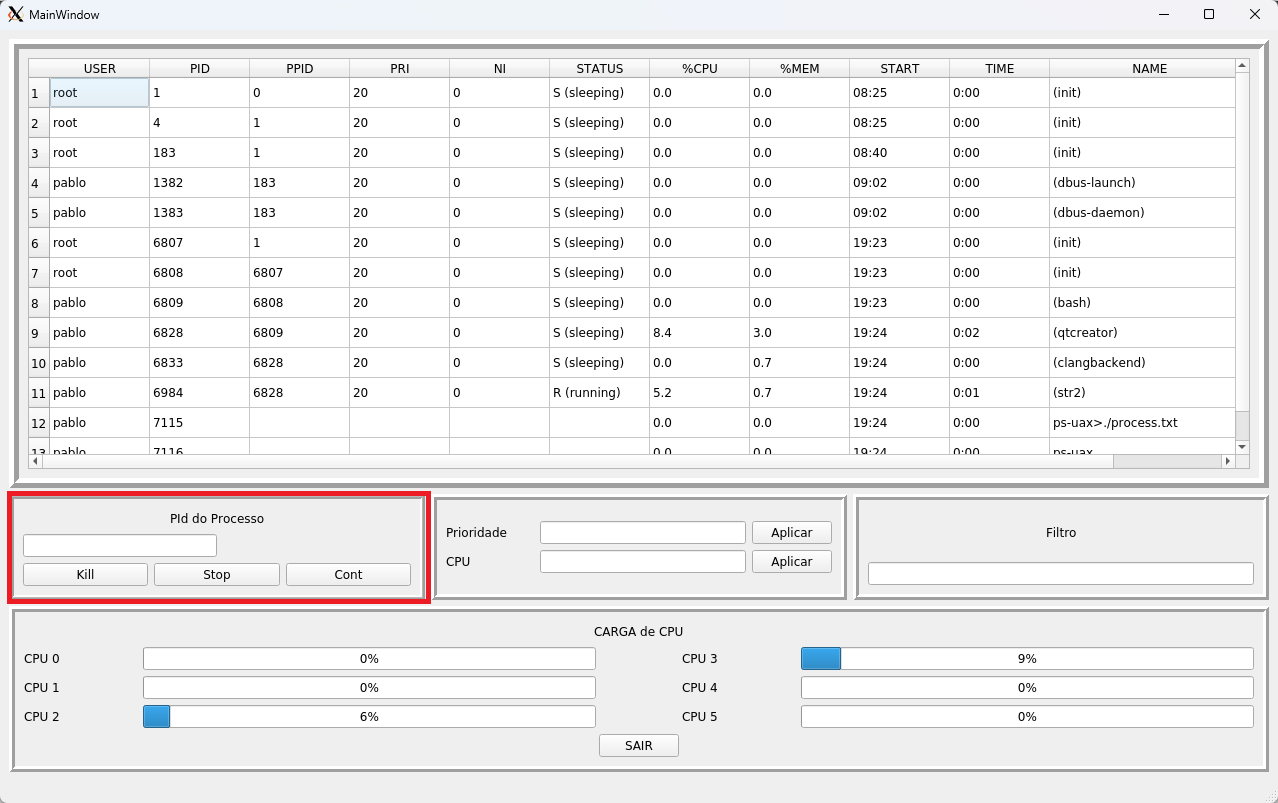 MainWindow
USER PID PPID PRI NI STATUS %CPU %MEM START TIME NAME
1 root 1 0 20 0 S (sleeping) 0.0 0.0 08:25 0:00 (init)
2 root 4 1 20 0 S (sleeping) 0.0 0.0 08:25 0:00 (init)
3 root 183 1 20 0 S (sleeping) 0.0 0.0 08:40 0:00 (init)
4 pablo 1382 183 20 0 S (sleeping) 0.0 0.0 09:02 0:00 (dbus-launch)
5 pablo 1383 183 20 0 S (sleeping) 0.0 0.0 09:02 0:00 (dbus-daemon)
6 root 6807 1 20 0 S (sleeping) 0.0 0.0 19:23 0:00 (init)
7 root 6808 6807 20 0 S (sleeping) 0.0 0.0 19:23 0:00 (init)
8 pablo 6809 6808 20 0 S (sleeping) 0.0 0.0 19:23 0:00 (bash)
9 pablo 6828 6809 20 0 S (sleeping) 8.4 3.0 19:24 0:02 (qtcreator)
10 pablo 6833 6828 20 0 S (sleeping) 0.0 0.7 19:24 0:00 (clangbackend)
11 pablo 6984 6828 20 0 R (running) 5.2 0.7 19:24 0:01 (str2)
12 pablo 7115 0.0 0.0 19:24 0:00 ps-uax>./process.txt
13 pablo 7116 0.0 0.0 19:24 0:00 ps-uax
PId do Processo
Kill Stop Cont
Prioridade Aplicar
CPU Aplicar
Filtro
CARGA de CPU
CPU 0 0% CPU 3 9%
CPU 1 0% CPU 4 0%
CPU 2 6% CPU 5 0%
SAIR